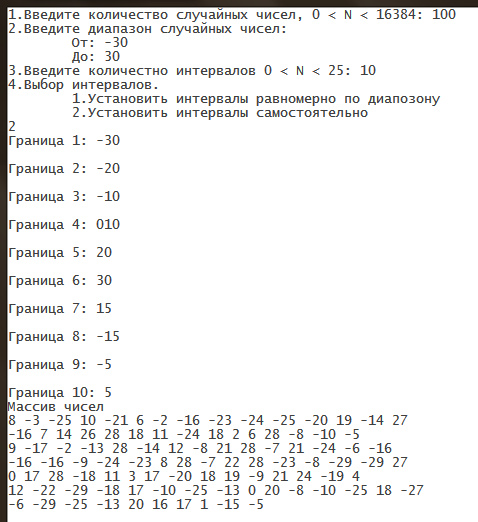 1.Введите количество случайных чисел, 0 < N < 16384: 100
2.Введите диапазон случайных чисел:
От: -30
До: 30
3.Введите количестно интервалов 0 < N < 25: 10
4.Выбор интервалов.
1.Установить интервалы равномерно по диапозону
2.Установить интервалы самостоятельно
2
Граница 1: -30
Граница 2: -20
Граница 3: -10
Граница 4: 010
Граница 5: 20
Граница 6: 30
Граница 7: 15
Граница 8: -15
Граница 9: -5
Граница 10: 5
Массив чисел
8 -3 -25 10 -21 6 -2 -16 -23 -24 -25 -20 19 -14 27
-16 7 14 26 28 18 11 -24 18 2 6 28 -8 -10 -5
9 -17 -2 -13 28 -14 12 -8 21 28 -7 21 -24 -6 -16
-16 -16 -9 -24 -23 8 28 -7 22 28 -23 -8 -29 -29 27
0 17 28 -18 11 3 17 -20 18 19 -9 21 24 -19 4
12 -22 -29 -18 17 -10 -25 -13 0 20 -8 -10 -25 18 -27
-6 -29 -25 -13 20 16 17 1 -15 -5